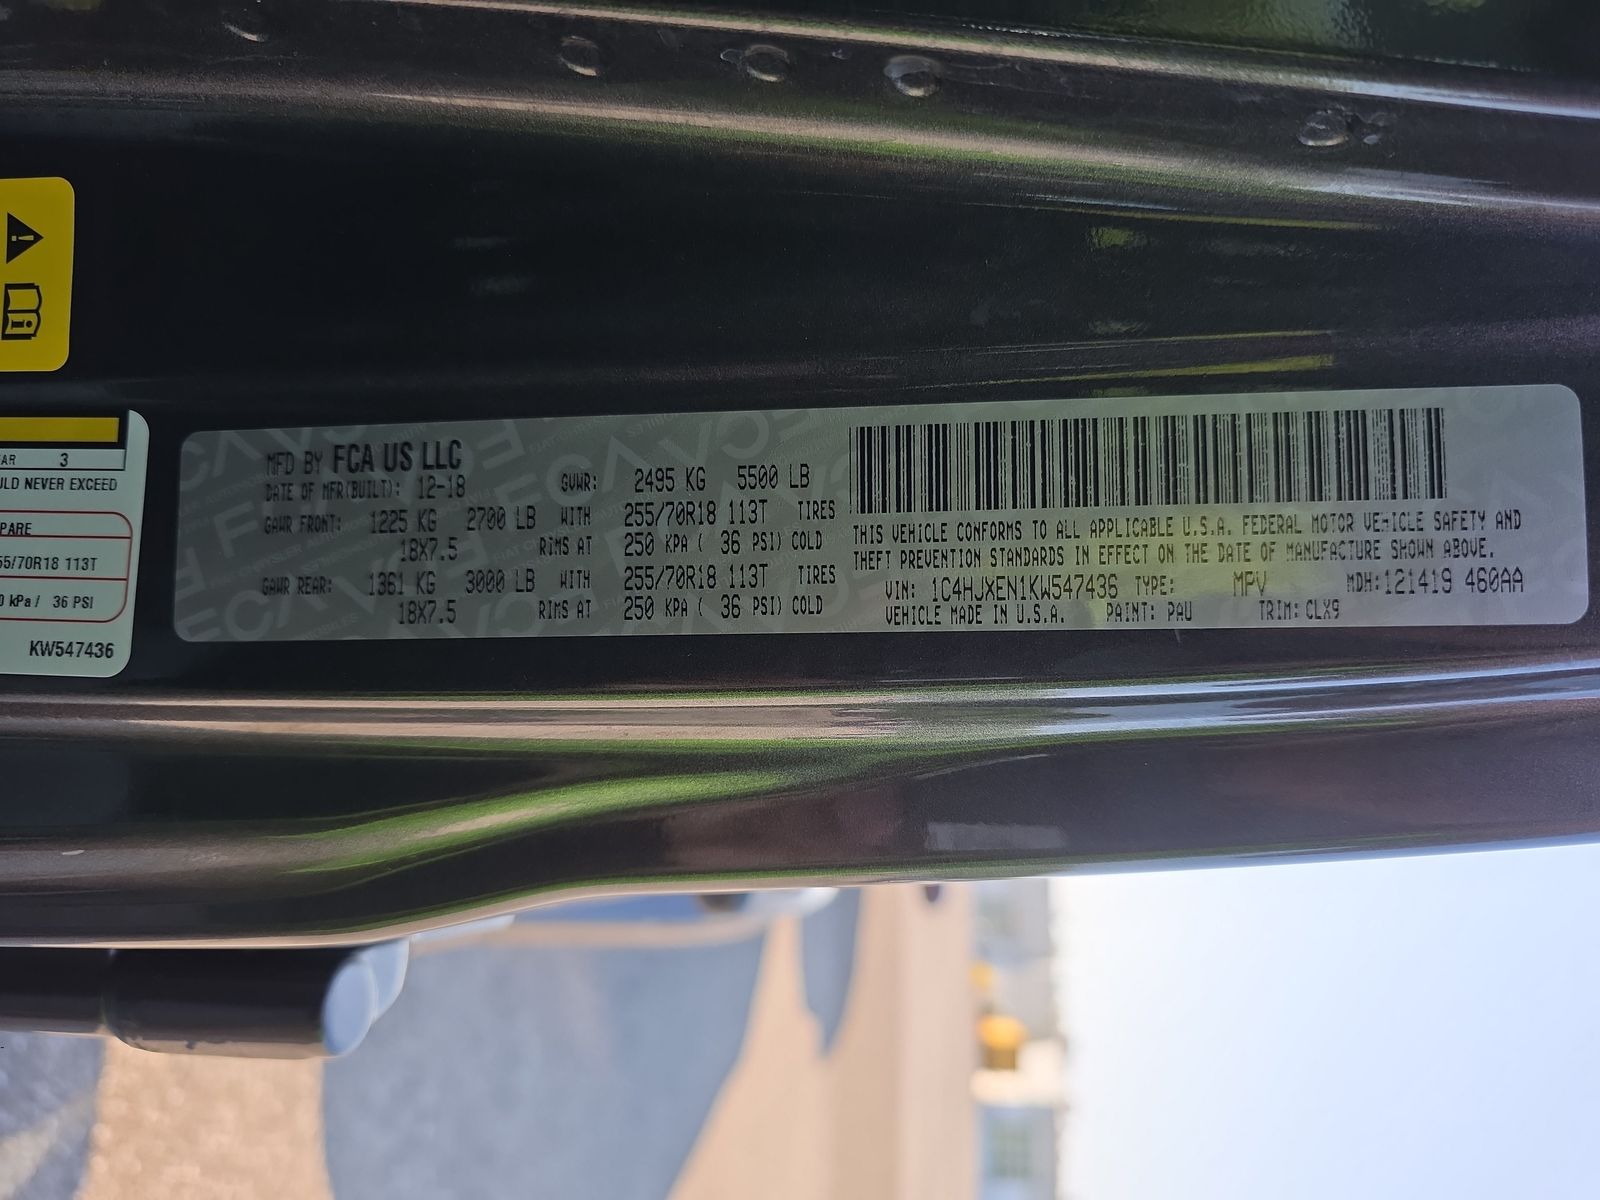 MFD BY FCA US LLC
DATE OF MFR(BUILT): 12-18 GVWR: 2495 KG 5500 LB
GAWR FRONT: 1225 KG 2700 LB WITH 255/70R18 113T TIRES
18X7.5 RIMS AT 250 KPA ( 36 PSI) COLD
GAWR REAR: 1361 KG 3000 LB WITH 255/70R18 113T TIRES
18X7.5 RIMS AT 250 KPA ( 36 PSI) COLD
THIS VEHICLE CONFORMS TO ALL APPLICABLE U.S.A. FEDERAL MOTOR VEHICLE SAFETY AND
THEFT PREVENTION STANDARDS IN EFFECT ON THE DATE OF MANUFACTURE SHOWN ABOVE.
VIN: 1C4HJXEN1KW547436 TYPE: MPV MDH:121419 460AA
VEHICLE MADE IN U.S.A. PAINT: PAU TRIM: CLX9
AR 3
ULD NEVER EXCEED
PARE
55/70R18 113T
0 kPa / 36 PSI
KW547436